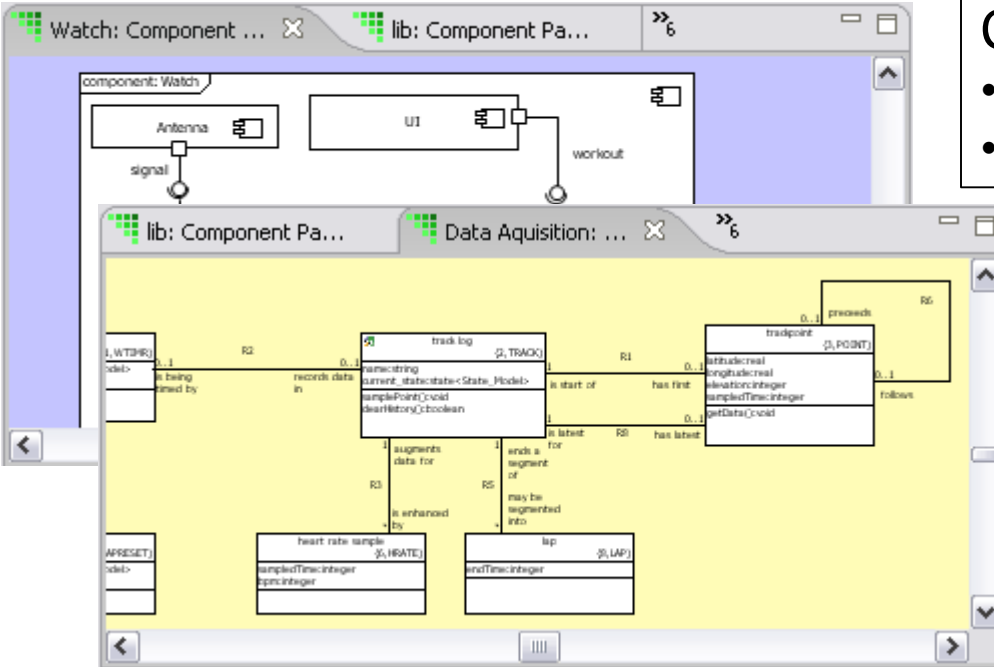 Watch: Component ...
lib: Component Pa...
»6
component: Watch
Antenna
UI
signal
workout
•
•
lib: Component Pa...
Data Aquisition: ...
»6
R6
preceeds
0..1
trackpoint
{3, POINT}
latitude:real
longitude:real
elevation:integer
sampledTime:integer
getData():void
0..1
follows
track log
{2, TRACK}
name:string
current_state:state<State_Model>
samplePoint():void
clearHistory():boolean
, WTIMR}
odel>
0..1
is being
timed by
R2
0..1
records data
in
R1
1
is start of
0..1
has first
1
is latest
for
R8
0..1
has latest
1
augments
data for
R3
is enhanced
by
*
1
ends a
segment
of
R5
may be
segmented
into
*
APRESET}
odel>
heart rate sample
{6, HRATE}
sampledTime:integer
bpm:integer
lap
{8, LAP}
endTime:integer